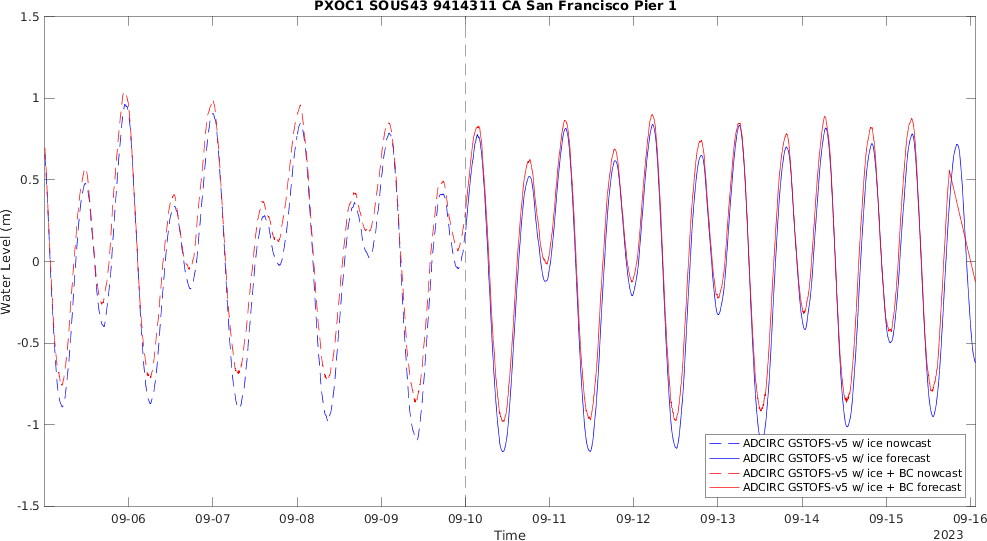 PXOC1 SOUS43 9414311 CA San Francisco Pier 1
1.5
1
0.5
0
-0.5
-1
-1.5
Water Level (m)
ADCIRC GSTOFS-v5 w/ ice nowcast
ADCIRC GSTOFS-v5 w/ ice forecast
ADCIRC GSTOFS-v5 w/ ice + BC nowcast
ADCIRC GSTOFS-v5 w/ ice + BC forecast
09-06 09-07 09-08 09-09 09-10 09-11 09-12 09-13 09-14 09-15 09-16
Time
2023